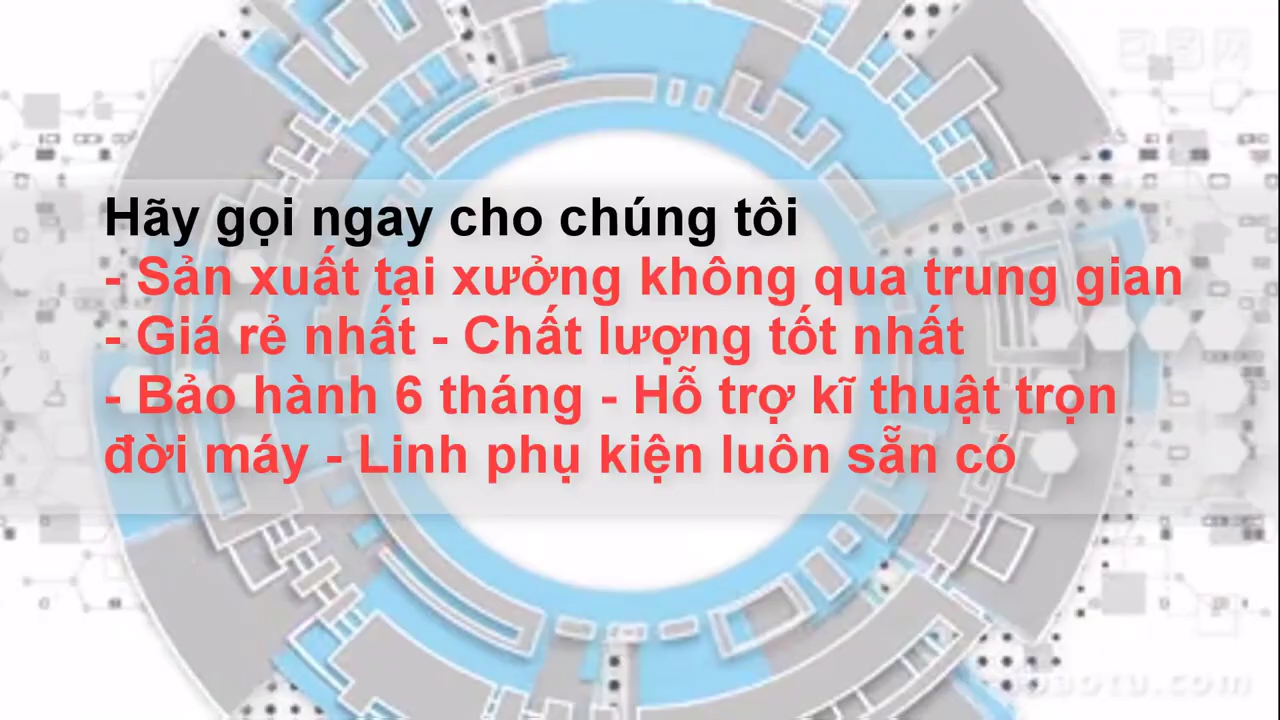 Hãy gọi ngay cho chúng tôi
- Sản xuất tại xưởng không qua trung gian
- Giá rẻ nhất - Chất lượng tốt nhất
- Bảo hành 6 tháng - Hỗ trợ kĩ thuật trọn
đời máy - Linh phụ kiện luôn sẵn có